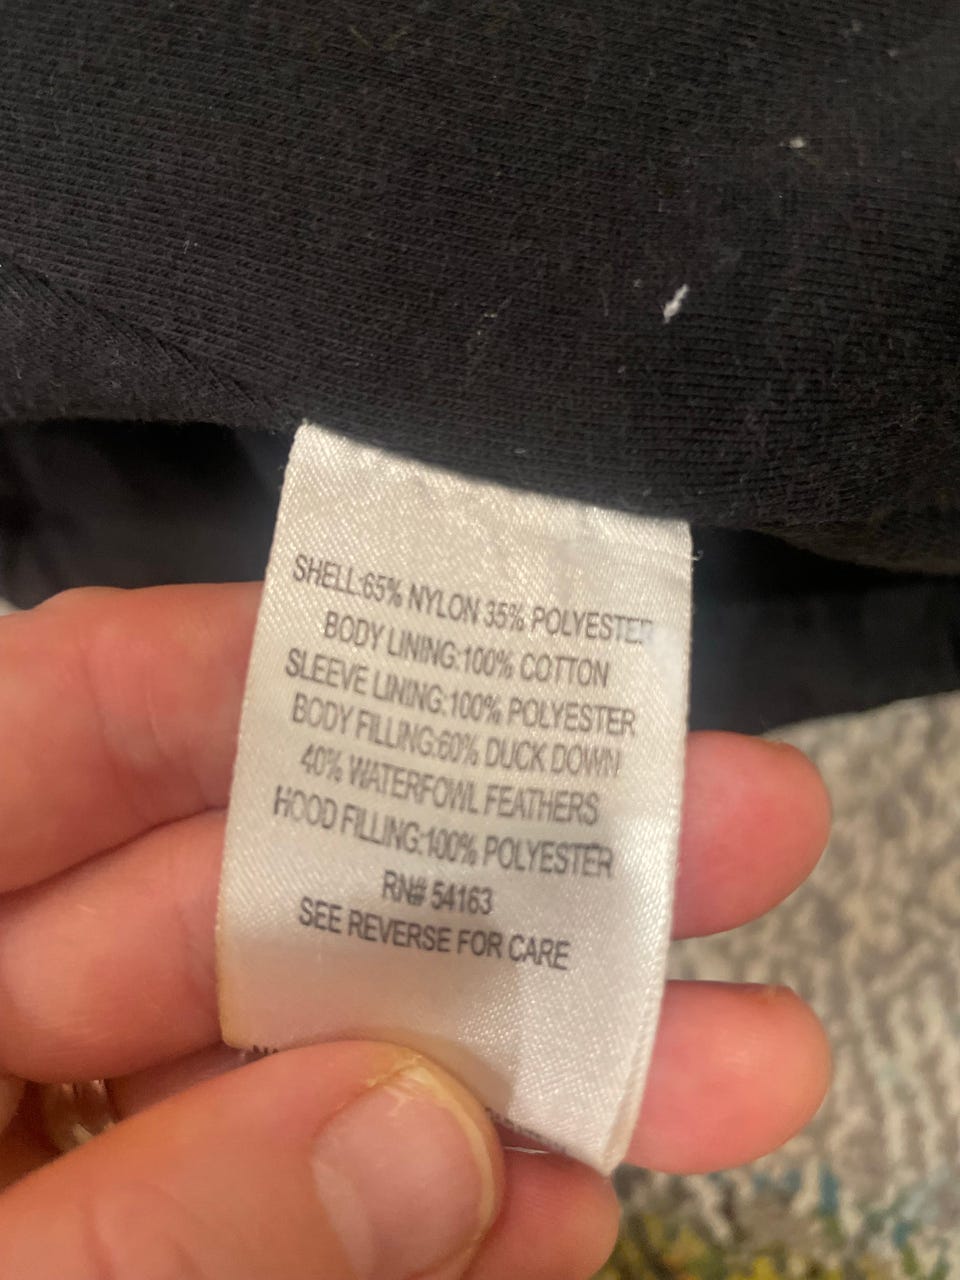 SHELL:65% NYLON 35% POLYESTER
BODY LINING:100% COTTON
SLEEVE LINING:100% POLYESTER
BODY FILLING:60% DUCK DOWN
40% WATERFOWL FEATHERS
HOOD FILLING:100% POLYESTER
RN# 54163
SEE REVERSE FOR CARE